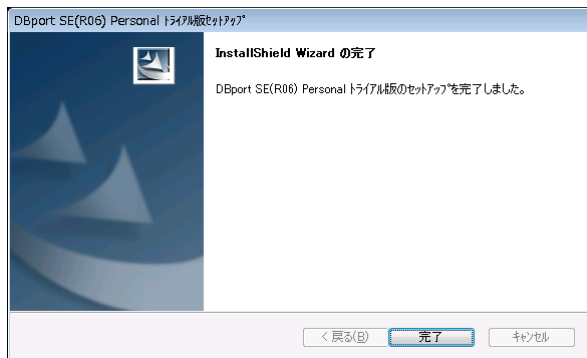 DBport SE(R06) Personal ﾄﾗｲｱﾙ版ｾｯﾄｱｯﾌﾟ
InstallShield Wizard の完了
DBport SE(R06) Personal ﾄﾗｲｱﾙ版のｾｯﾄｱｯﾌﾟを完了しました。
< 戻る(B) 完了 ｷｬﾝｾﾙ